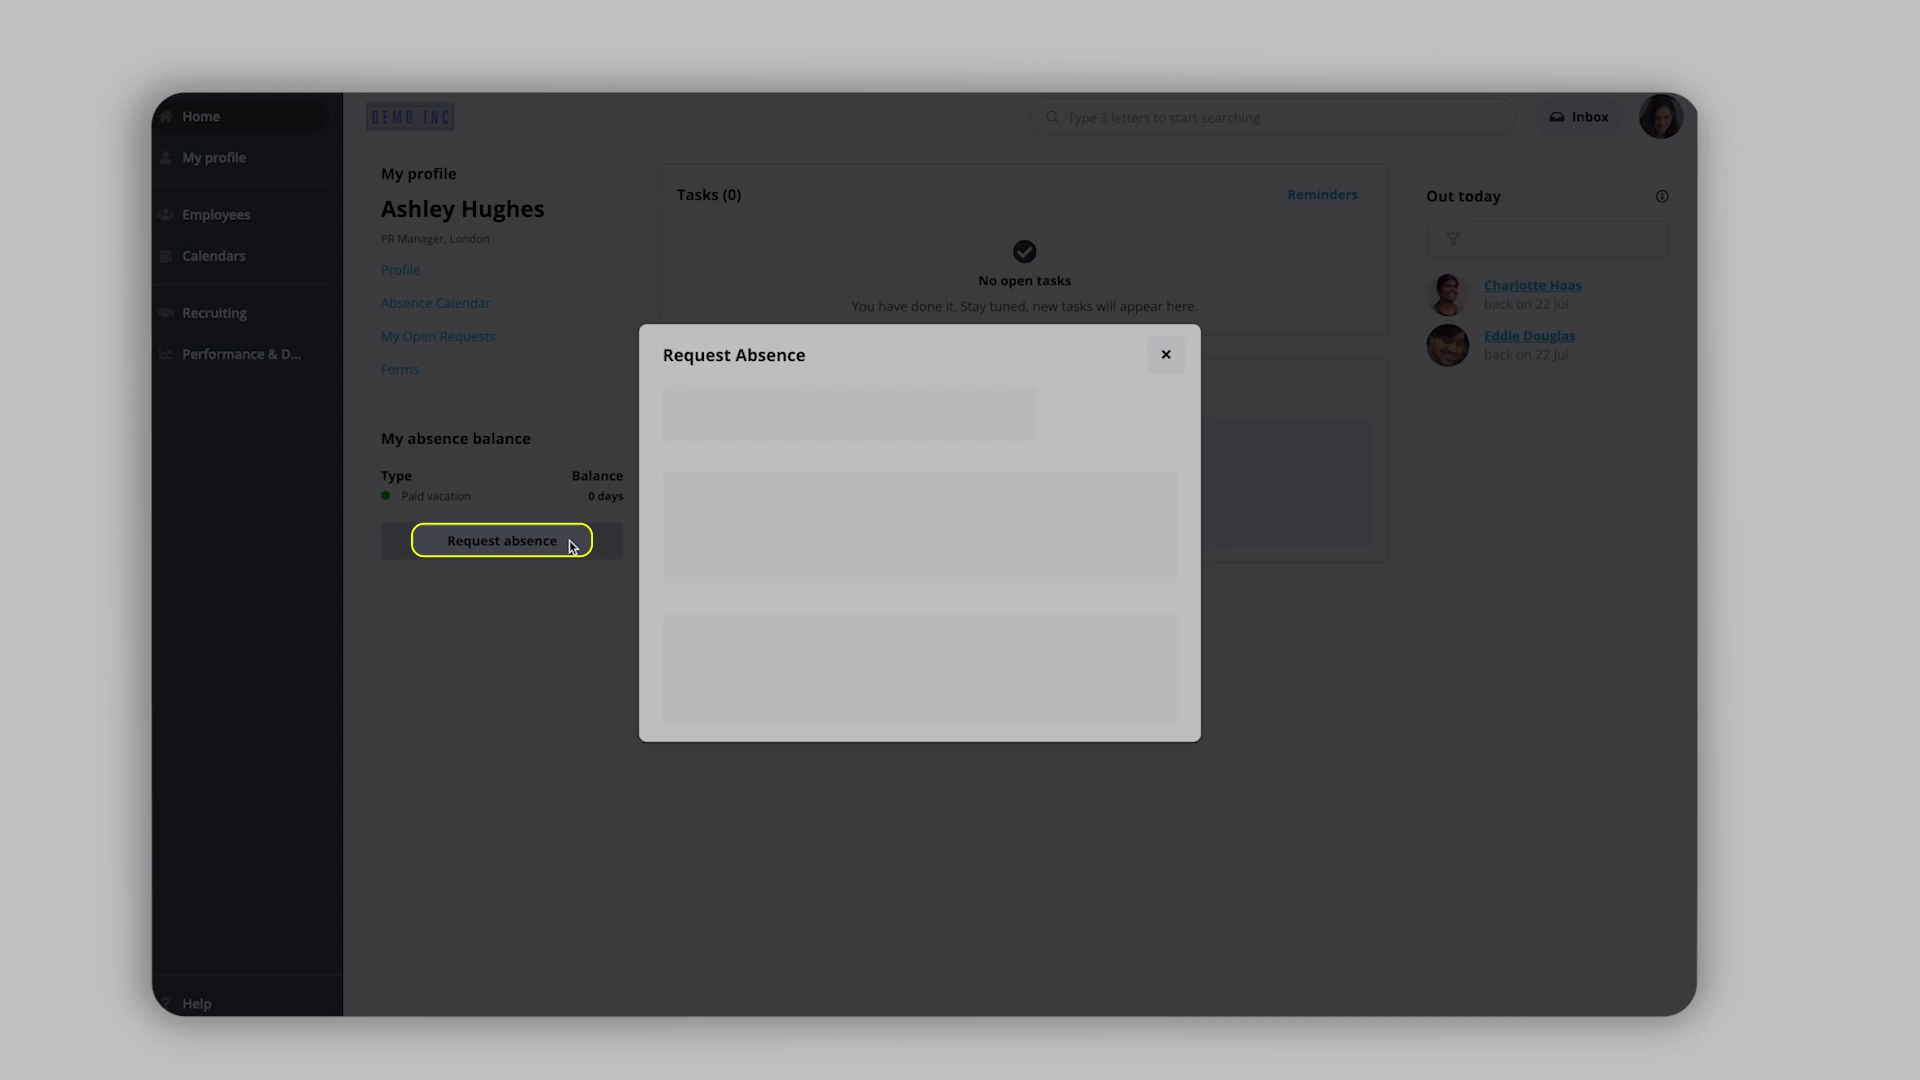 Home
My profile
Employees
Calendars
Recruiting
Performance & D...
Help
DEMO INC
Type 3 letters to start searching
Inbox
My profile
Ashley Hughes
PR Manager, London
Profile
Absence Calendar
My Open Requests
Forms
My absence balance
Type Balance
Paid vacation 0 days
Request absence
Tasks (0) Reminders
No open tasks
You have done it. Stay tuned, new tasks will appear here.
Request Absence
Out today
Charlotte Haas
back on 22 Jul
Eddie Douglas
back on 22 Jul